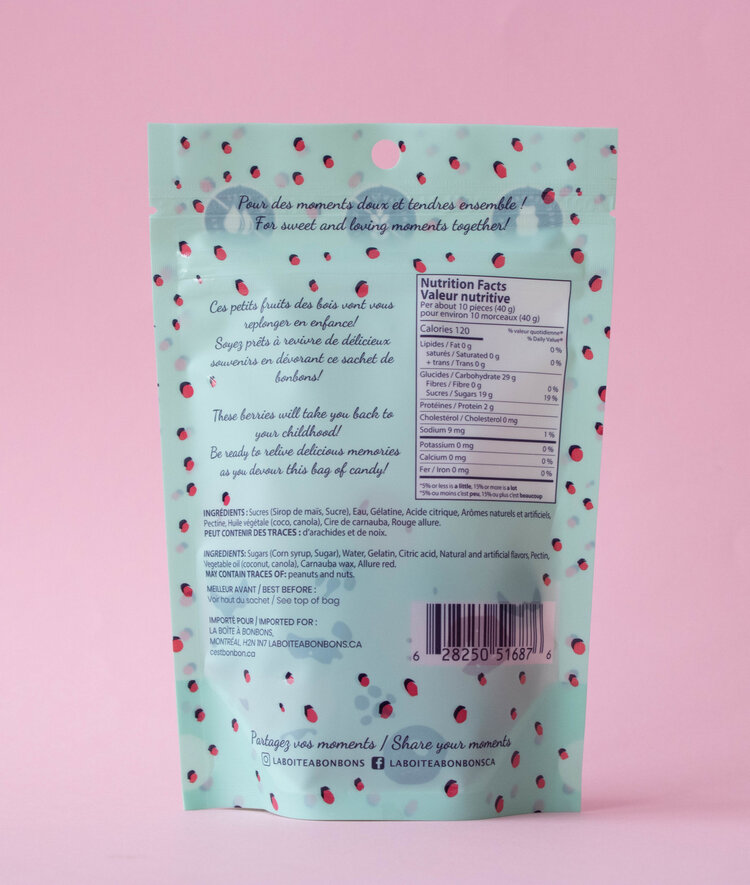 Pour des moments doux et tendres ensemble !
For sweet and loving moments together!
Ces petits fruits des bois vont vous
replonger en enfance!
Soyez prêts à revivre de délicieux
souvenirs en dévorant ce sachet de
bonbons!
These berries will take you back to
your childhood!
Be ready to relive delicious memories
as you devour this bag of candy!
Nutrition Facts
Valeur nutritive
Per about 10 pieces (40 g)
pour environ 10 morceaux (40 g)
Calories 120 % valeur quotidienne*
% Daily Value*
Lipides / Fat 0 g 0 %
saturés / Saturated 0 g
+ trans / Trans 0 g 0 %
Glucides / Carbohydrate 29 g
Fibres / Fibre 0 g 0 %
Sucres / Sugars 19 g 19 %
Protéines / Protein 2 g
Cholestérol / Cholesterol 0 mg
Sodium 9 mg 1 %
Potassium 0 mg 0 %
Calcium 0 mg 0 %
Fer / Iron 0 mg 0 %
*5% or less is a little, 15% or more is a lot
*5% ou moins c'est peu, 15% ou plus c'est beaucoup
INGRÉDIENTS: Sucres (Sirop de maïs, Sucre), Eau, Gélatine, Acide citrique, Arômes naturels et artificiels,
Pectine, Huile végétale (coco, canola), Cire de carnauba, Rouge allure.
PEUT CONTENIR DES TRACES : d'arachides et de noix.
INGREDIENTS: Sugars (Corn syrup, Sugar), Water, Gelatin, Citric acid, Natural and artificial flavors, Pectin,
Vegetable oil (coconut, canola), Carnauba wax, Allure red.
MAY CONTAIN TRACES OF: peanuts and nuts.
MEILLEUR AVANT / BEST BEFORE :
Voir haut du sachet / See top of bag
IMPORTÉ POUR / IMPORTED FOR :
LA BOÎTE À BONBONS,
MONTRÉAL H2N 1N7 LABOITEABONBONS.CA
cestbonbon.ca
6 28250 51687 6
Partagez vos moments / Share your moments
LABOITEABONBONS LABOITEABONBONSCA